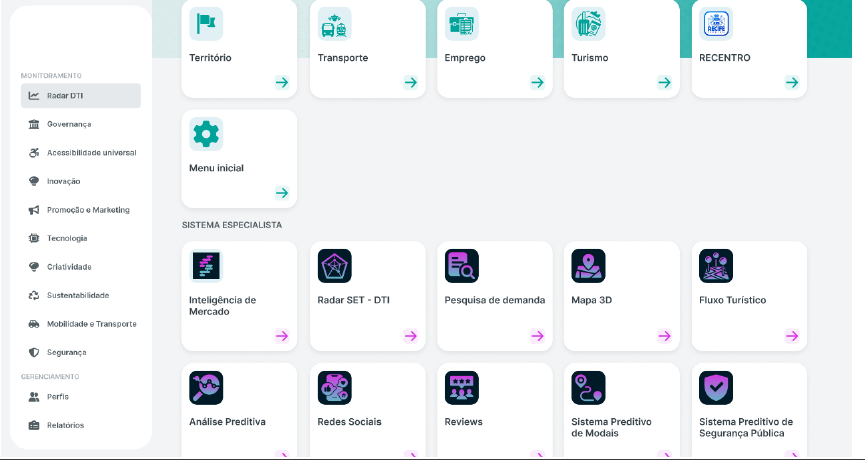 MONITORAMENTO
Radar DTI
Governança
Acessibilidade universal
Inovação
Promoção e Marketing
Tecnologia
Criatividade
Sustentabilidade
Mobilidade e Transporte
Segurança
GERENCIAMENTO
Perfis
Relatórios
Território
Transporte
Emprego
Turismo
RECIFE
RECENTRO
Menu inicial
SISTEMA ESPECIALISTA
Inteligência de
Mercado
Radar SET - DTI
Pesquisa de demanda
Mapa 3D
Fluxo Turístico
Análise Preditiva
Redes Sociais
Reviews
Sistema Preditivo
de Modais
Sistema Preditivo de
Segurança Pública